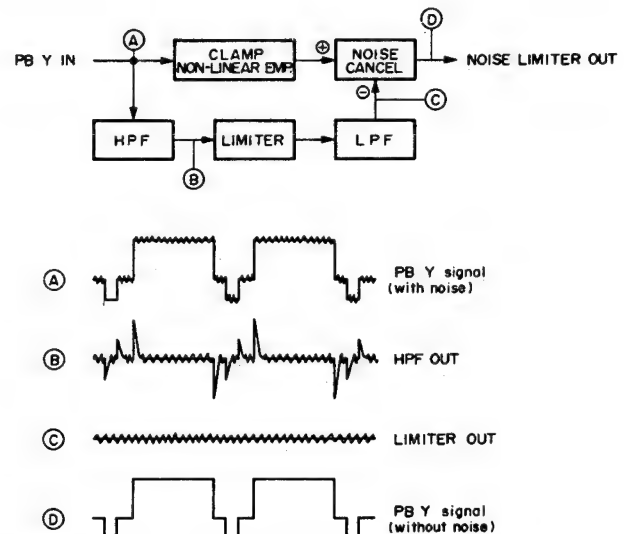 D
A
PB Y IN
CLAMP
NON-LINEAR EMP.
⊕
NOISE
CANCEL
NOISE LIMITER OUT
⊖
C
HPF
LIMITER
LPF
B
A
PB Y signal
(with noise)
B
HPF OUT
C
LIMITER OUT
D
PB Y signal
(without noise)